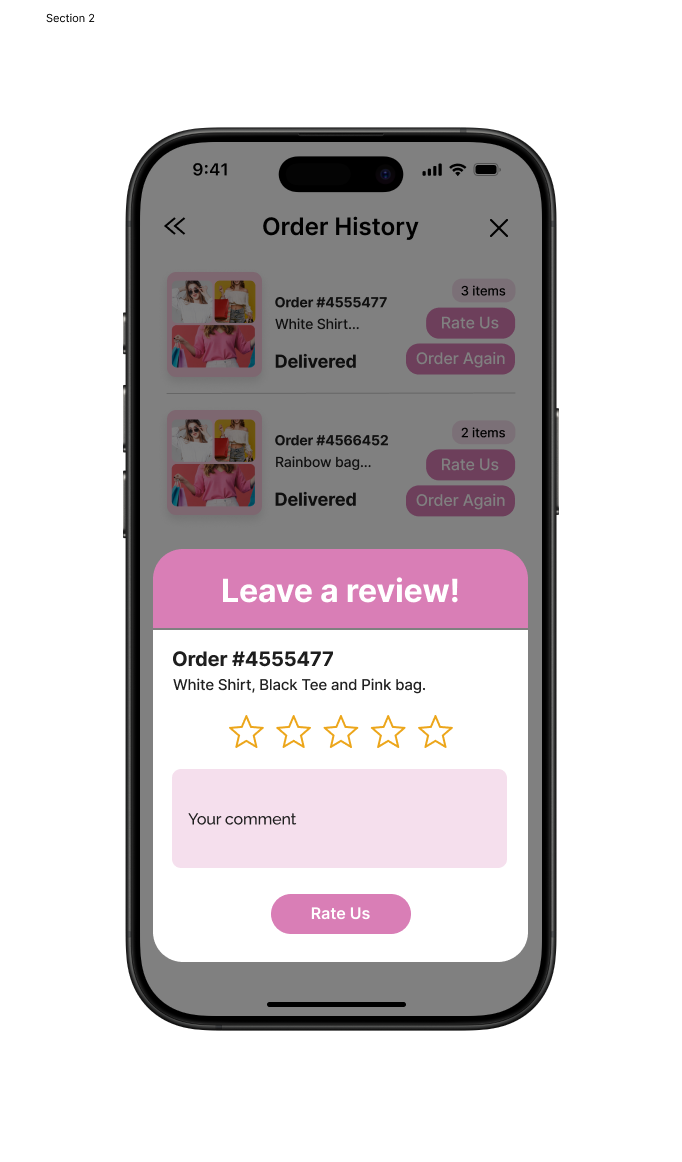 Section 2
9:41
Order History
3 items
Order #4555477
White Shirt...
Rate Us
Delivered
Order Again
2 items
Order #4566452
Rainbow bag...
Rate Us
Delivered
Order Again
Leave a review!
Order #4555477
White Shirt, Black Tee and Pink bag.
Your comment
Rate Us